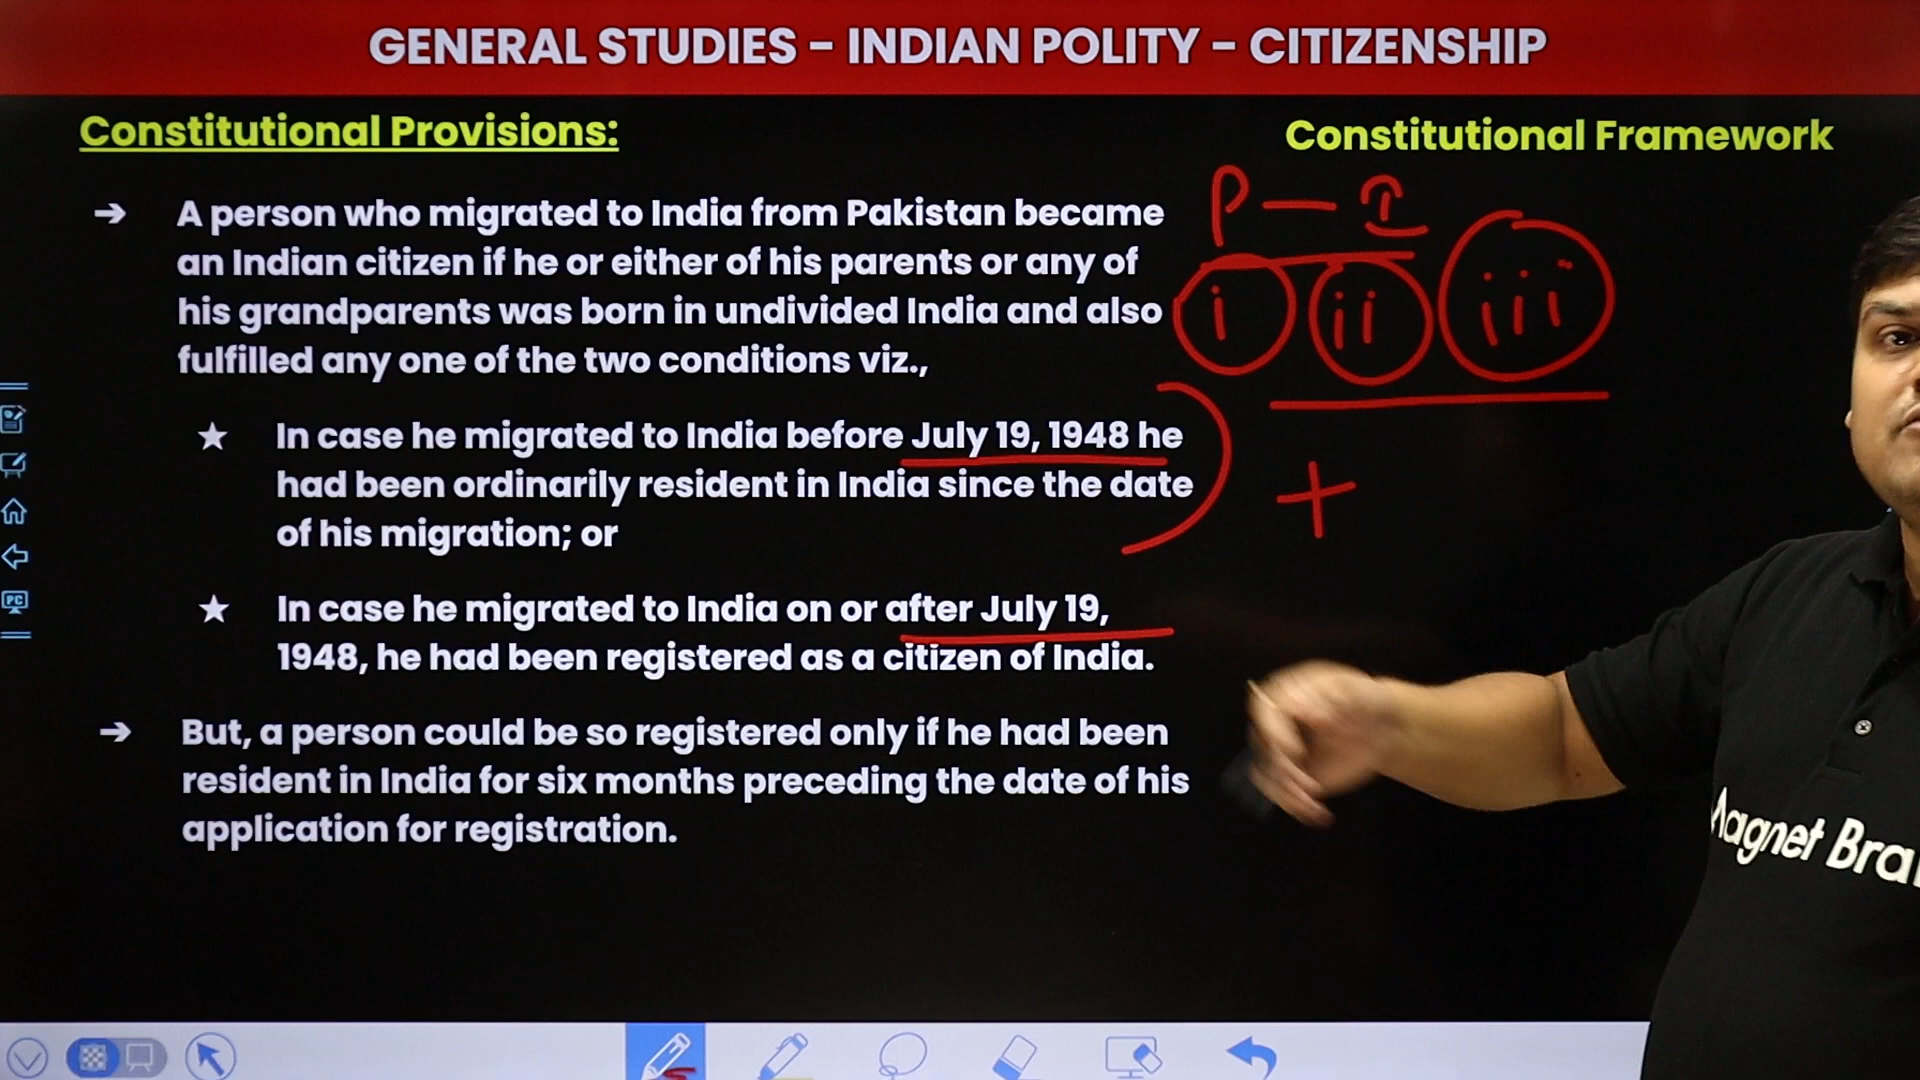 GENERAL STUDIES - INDIAN POLITY - CITIZENSHIP
Constitutional Provisions:
Constitutional Framework
→ A person who migrated to India from Pakistan became
an Indian citizen if he or either of his parents or any of
his grandparents was born in undivided India and also
fulfilled any one of the two conditions viz.,
★ In case he migrated to India before July 19, 1948 he
had been ordinarily resident in India since the date
of his migration; or
★ In case he migrated to India on or after July 19,
1948, he had been registered as a citizen of India.
→ But, a person could be so registered only if he had been
resident in India for six months preceding the date of his
application for registration.
P — I
i ii iii
+
PC
Magnet Bra